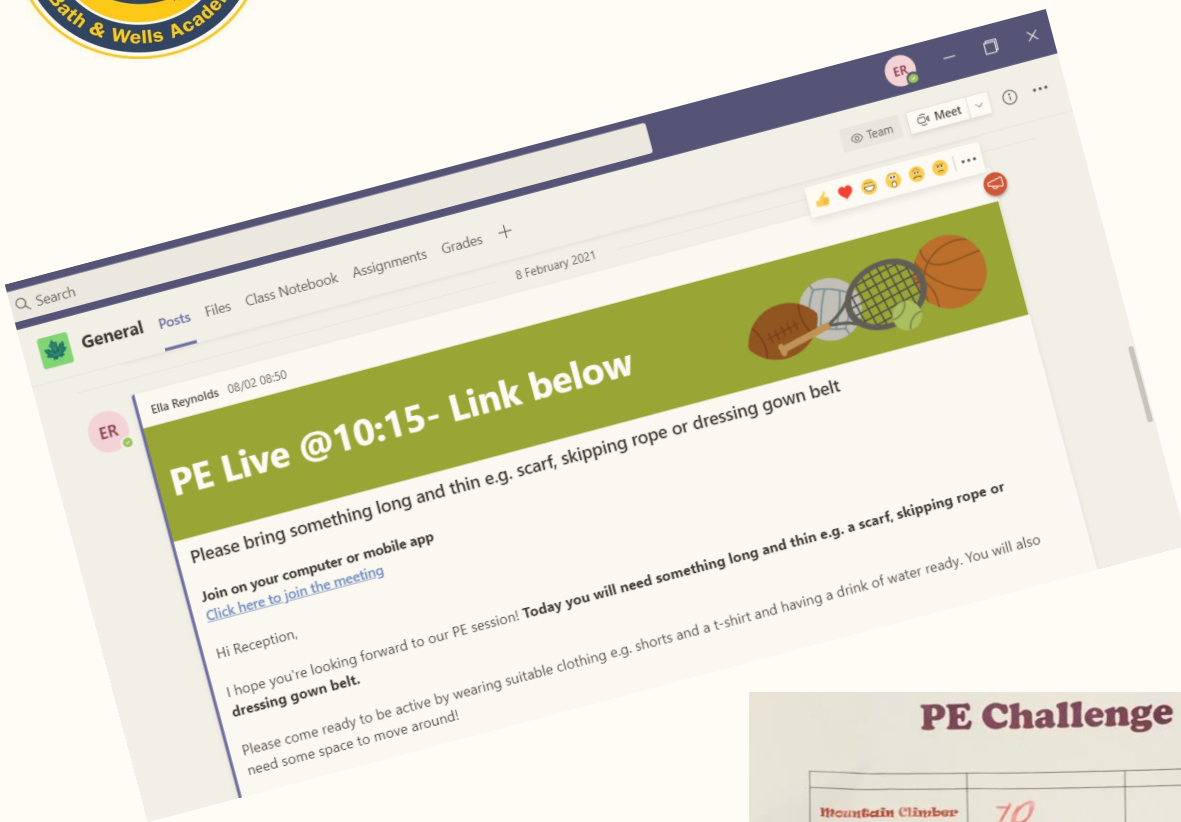 Bath & Wells Acade
ER
Team
Meet
Search
General Posts Files Class Notebook Assignments Grades
8 February 2021
ER
Ella Reynolds 08/02 08:50
PE Live @10:15- Link below
Please bring something long and thin e.g. scarf, skipping rope or dressing gown belt
Join on your computer or mobile app
Click here to join the meeting
Hi Reception,
I hope you're looking forward to our PE session! Today you will need something long and thin e.g. a scarf, skipping rope or
dressing gown belt.
Please come ready to be active by wearing suitable clothing e.g. shorts and a t-shirt and having a drink of water ready. You will also
need some space to move around!
PE Challenge
Mountain Climber 70